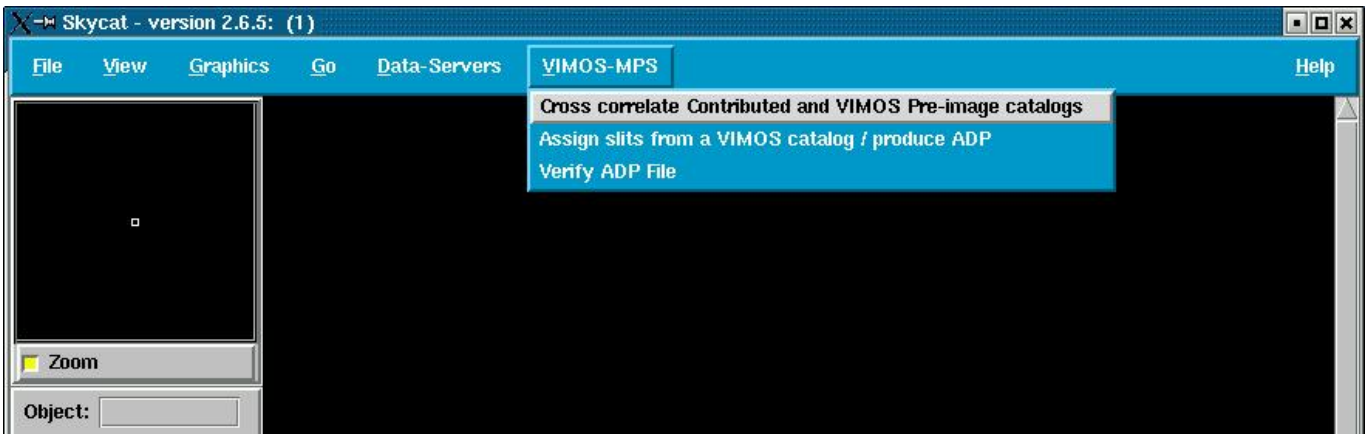 Skycat - version 2.6.5: (1)
File View Graphics Go Data-Servers VIMOS-MPS Help
Cross correlate Contributed and VIMOS Pre-image catalogs
Assign slits from a VIMOS catalog / produce ADP
Verify ADP File
Zoom
Object: